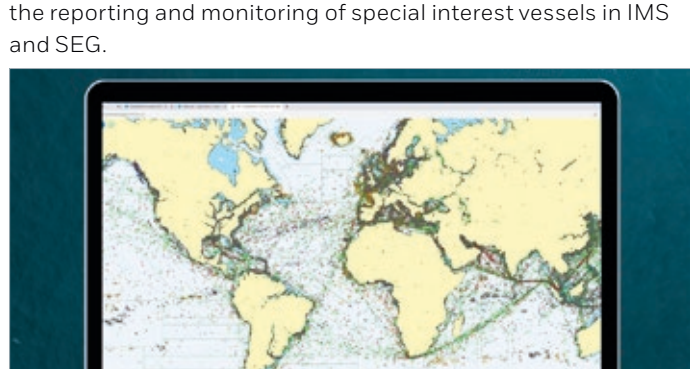 the reporting and monitoring of special interest vessels in IMS
and SEG.